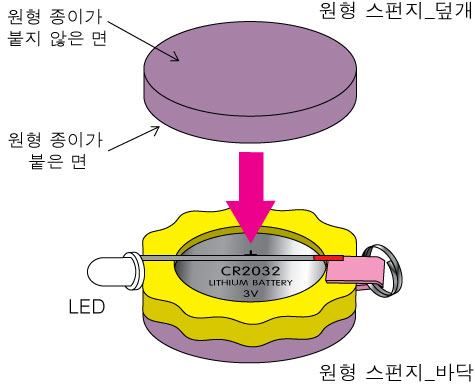 원형 종이가
붙지 않은 면
원형 스펀지_덮개
원형 종이가
붙은 면
+
CR2032
LITHIUM BATTERY
3V
LED
원형 스펀지_바닥